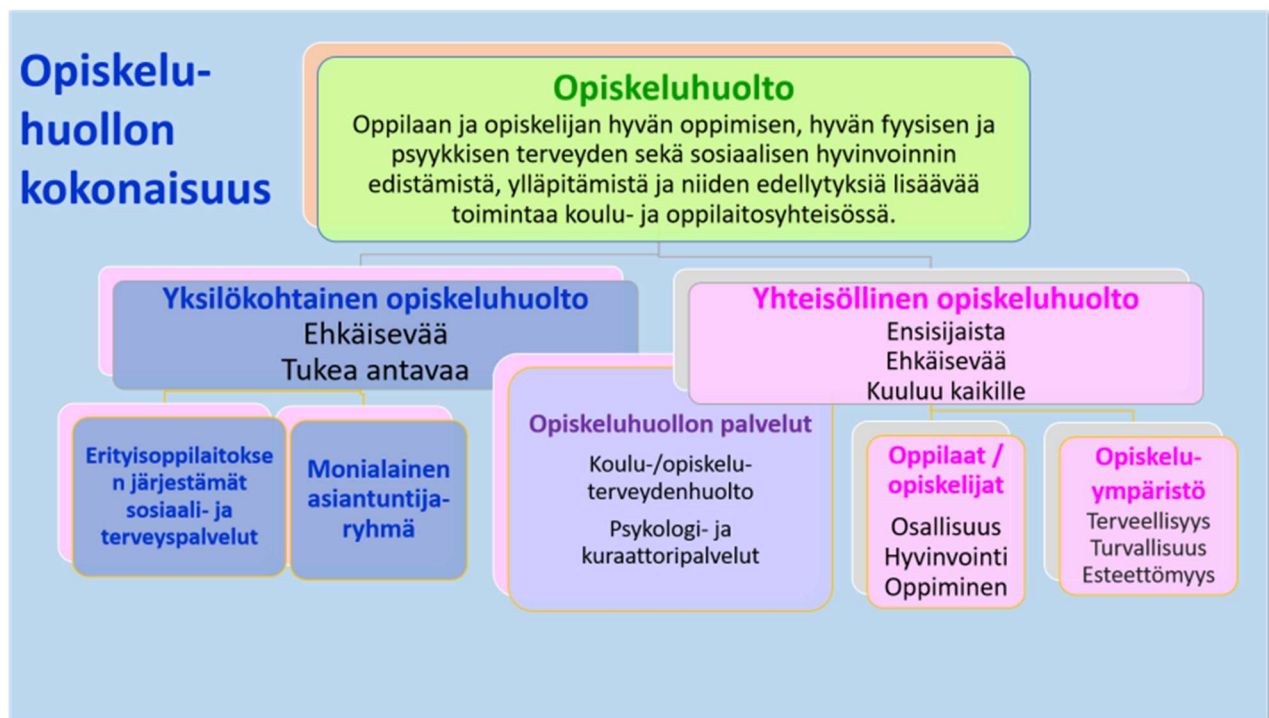 Opiskelu-
huollon
kokonaisuus
Opiskeluhuolto
Oppilaan ja opiskelijan hyvän oppimisen, hyvän fyysisen ja
psyykkisen terveyden sekä sosiaalisen hyvinvoinnin
edistämistä, ylläpitämistä ja niiden edellytyksiä lisäävää
toimintaa koulu- ja oppilaitosyhteisössä.
Yksilökohtainen opiskeluhuolto
Ehkäisevää
Tukea antavaa
Yhteisöllinen opiskeluhuolto
Ensisijaista
Ehkäisevää
Kuuluu kaikille
Erityisoppilaitokse
n järjestämät
sosiaali- ja
terveyspalvelut
Monialainen
asiantuntija-
ryhmä
Opiskeluhuollon palvelut
Koulu-/opiskelu-
terveydenhuolto
Psykologi- ja
kuraattoripalvelut
Oppilaat /
opiskelijat
Osallisuus
Hyvinvointi
Oppiminen
Opiskelu-
ympäristö
Terveellisyys
Turvallisuus
Esteettömyys